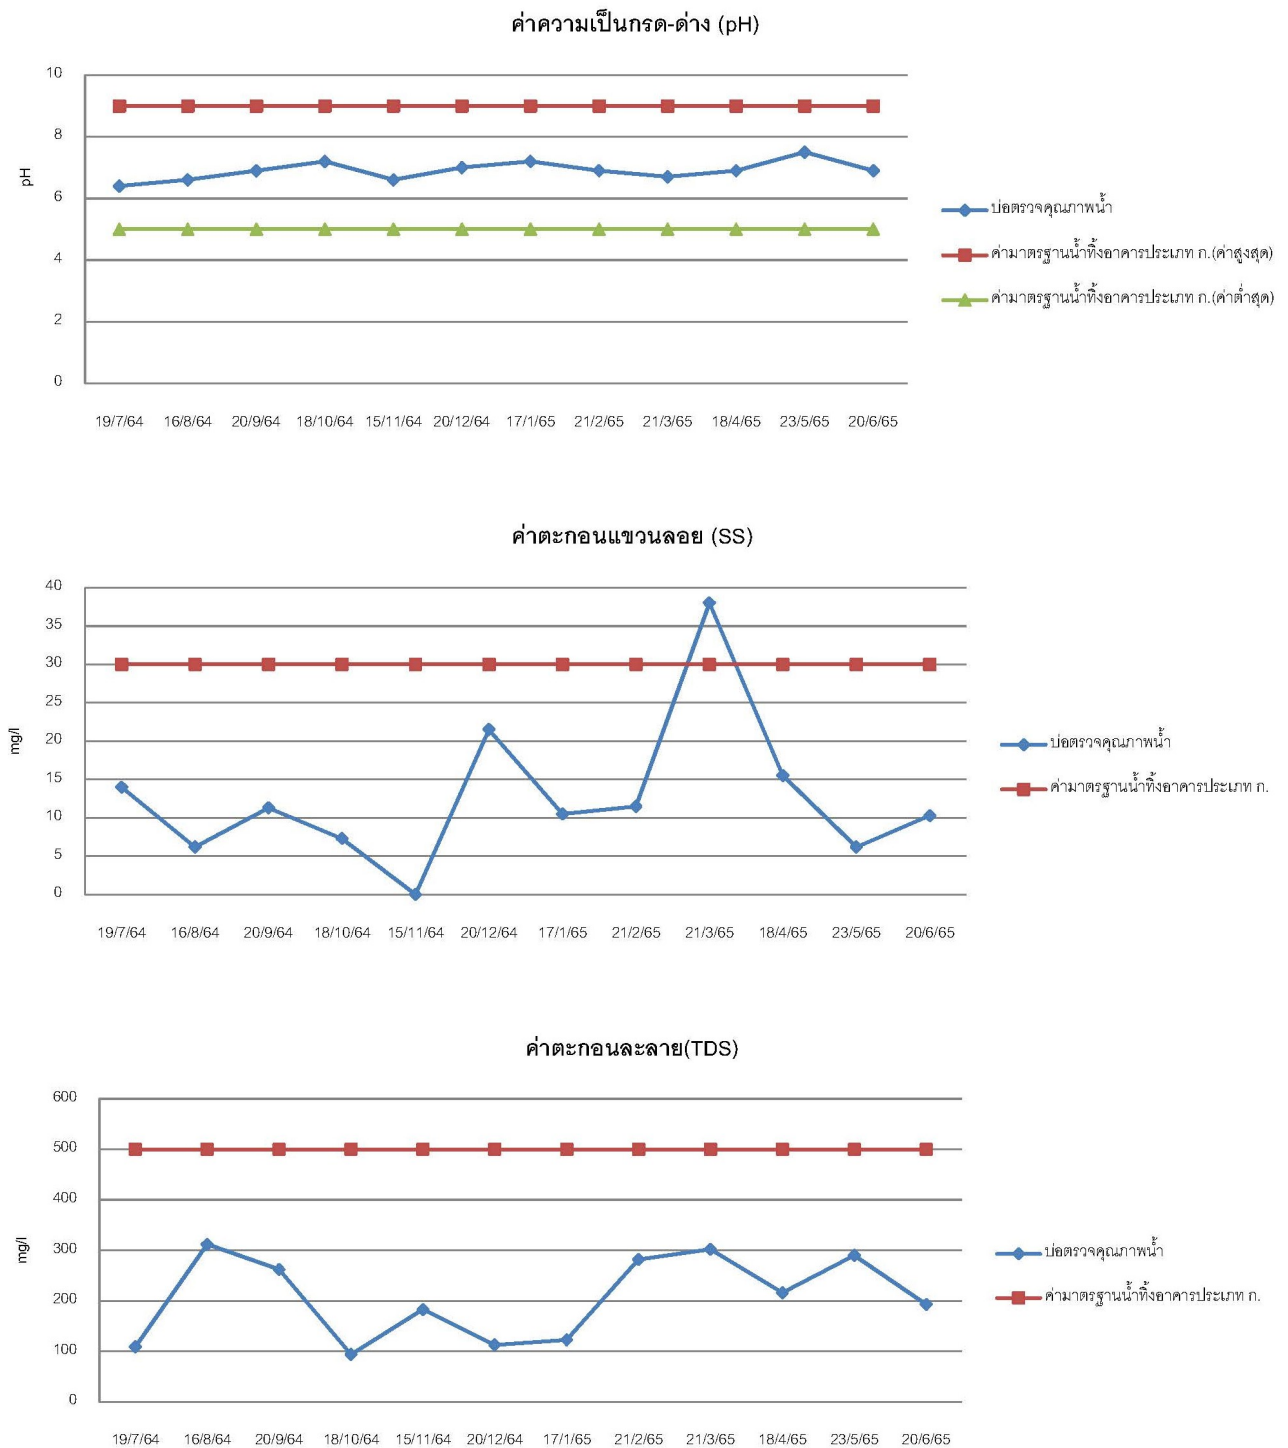 ค่าความเป็นกรด-ด่าง (pH)
10
8
6
4
2
0
pH
19/7/64 16/8/64 20/9/64 18/10/64 15/11/64 20/12/64 17/1/65 21/2/65 21/3/65 18/4/65 23/5/65 20/6/65
บ่อตรวจคุณภาพน้ำ
ค่ามาตรฐานน้ำทิ้งอาคารประเภท ก.(ค่าสูงสุด)
ค่ามาตรฐานน้ำทิ้งอาคารประเภท ก.(ค่าต่ำสุด)
ค่าตะกอนแขวนลอย (SS)
40
35
30
25
20
15
10
5
0
mg/l
19/7/64 16/8/64 20/9/64 18/10/64 15/11/64 20/12/64 17/1/65 21/2/65 21/3/65 18/4/65 23/5/65 20/6/65
บ่อตรวจคุณภาพน้ำ
ค่ามาตรฐานน้ำทิ้งอาคารประเภท ก.
ค่าตะกอนละลาย(TDS)
600
500
400
300
200
100
0
mg/l
19/7/64 16/8/64 20/9/64 18/10/64 15/11/64 20/12/64 17/1/65 21/2/65 21/3/65 18/4/65 23/5/65 20/6/65
บ่อตรวจคุณภาพน้ำ
ค่ามาตรฐานน้ำทิ้งอาคารประเภท ก.